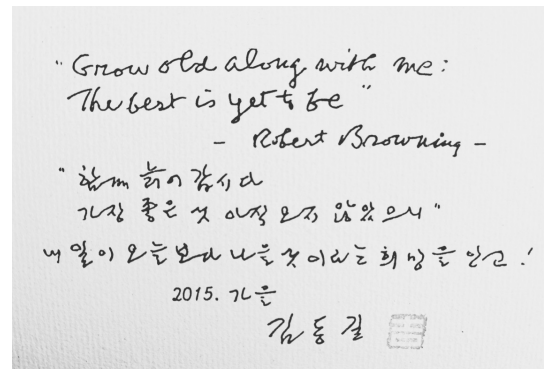 "Grow old along with me:
The best is yet to be"
- Robert Browning -
"함께 늙어 갑시다
가장 좋은 것 아직 오지 않았으니"
내일이 오늘보다 나을 것이라는 희망을 안고!
2015. 가을
김동길